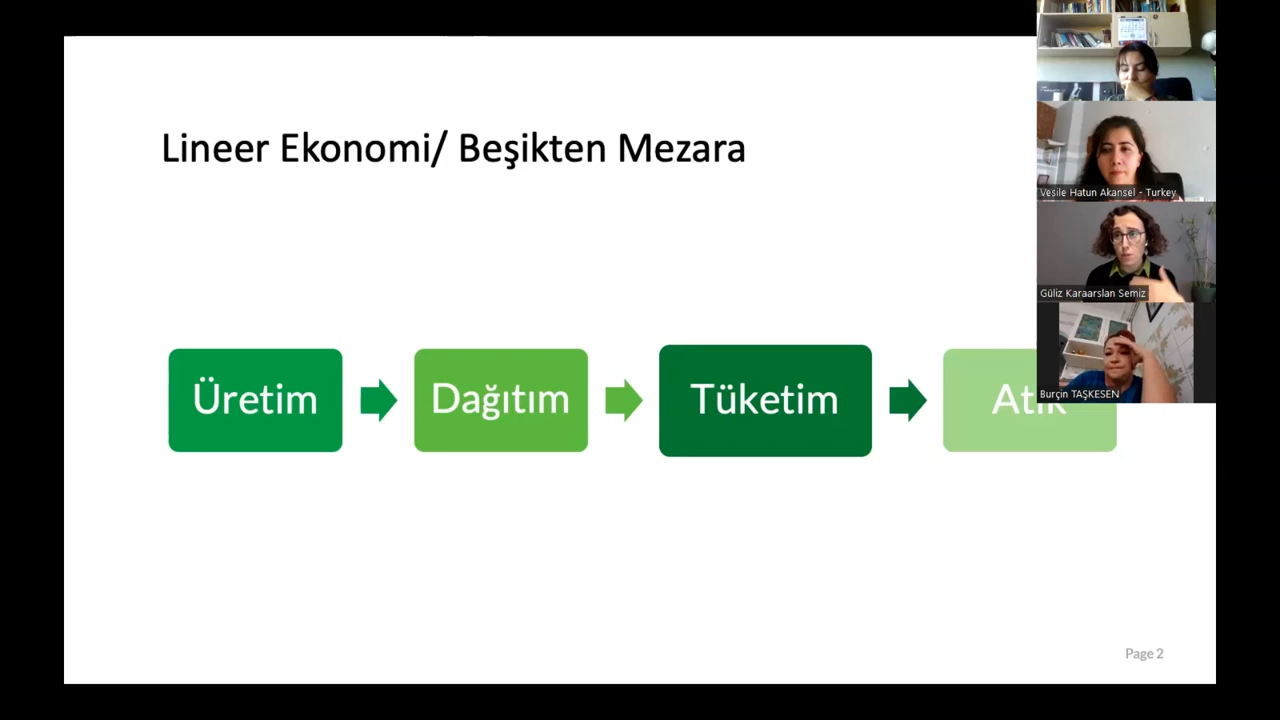 Lineer Ekonomi/ Beşikten Mezara
Üretim
Dağıtım
Tüketim
Atık
Vesile Hatun Akansel - Turkey
Güliz Karaarslan Semiz
Burçin TAŞKESEN
Page 2